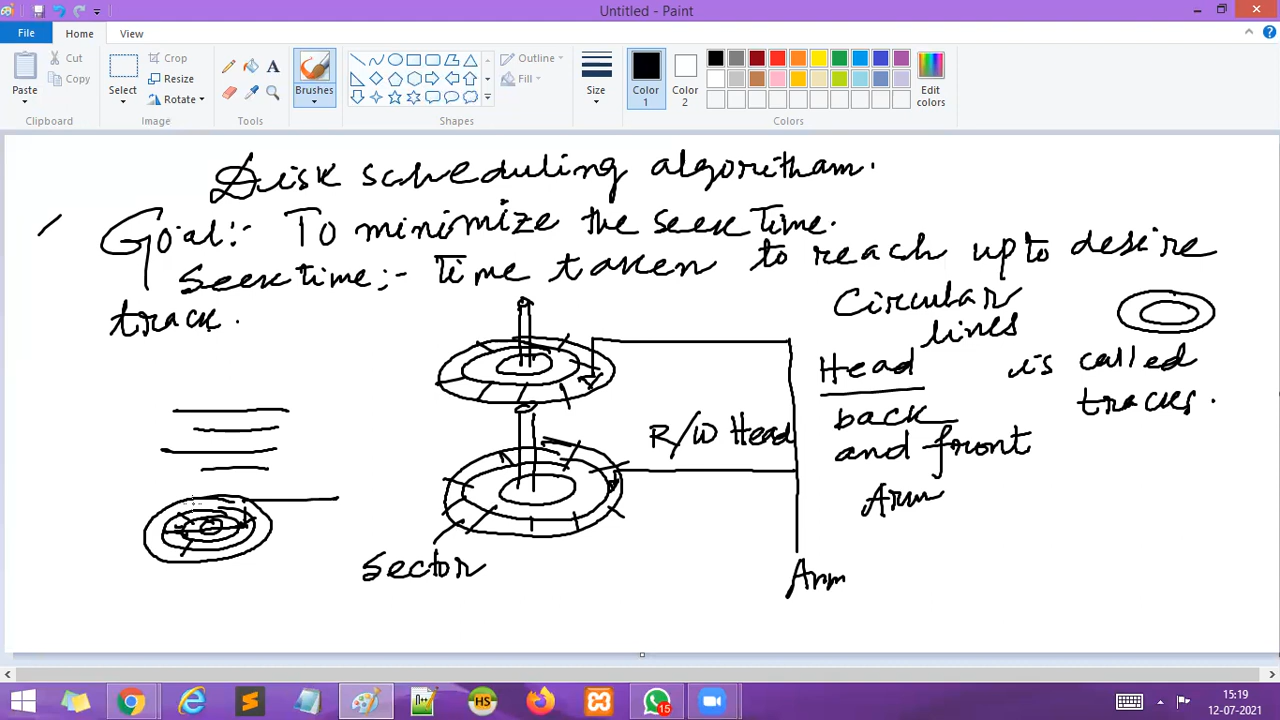 Untitled - Paint
File
Home
View
Paste
Cut
Copy
Clipboard
Select
Crop
Resize
Rotate
Image
Tools
Brushes
Shapes
Outline
Fill
Size
Color 1
Color 2
Edit colors
Colors
Disk scheduling algoritham.
Goal:- To minimize the seek Time.
Seek time:- Time taken to reach upto desire
track.
Circular
lines
Head
is called
tracks.
back
and front
R/W Head
Arm
Sector
Arm
HS
15
15:19
12-07-2021